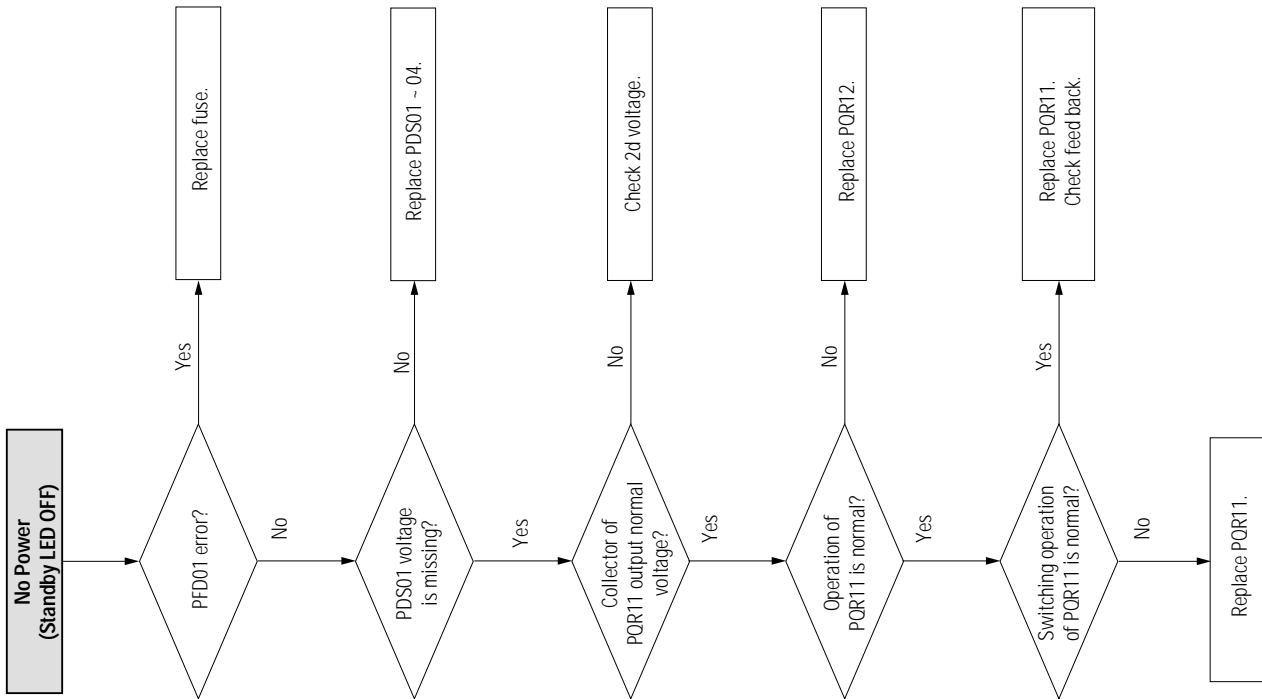 No Power
(Standby LED OFF)
PFD01 error?
Yes
Replace fuse.
No
PDS01 voltage
is missing?
No
Replace PDS01 ~ 04.
Yes
Collector of
PQR11 output normal
voltage?
No
Check 2d voltage.
Yes
Operation of
PQR11 is normal?
No
Replace PQR12.
Yes
Switching operation
of PQR11 is normal?
Yes
Replace PQR11.
Check feed back.
No
Replace PQR11.